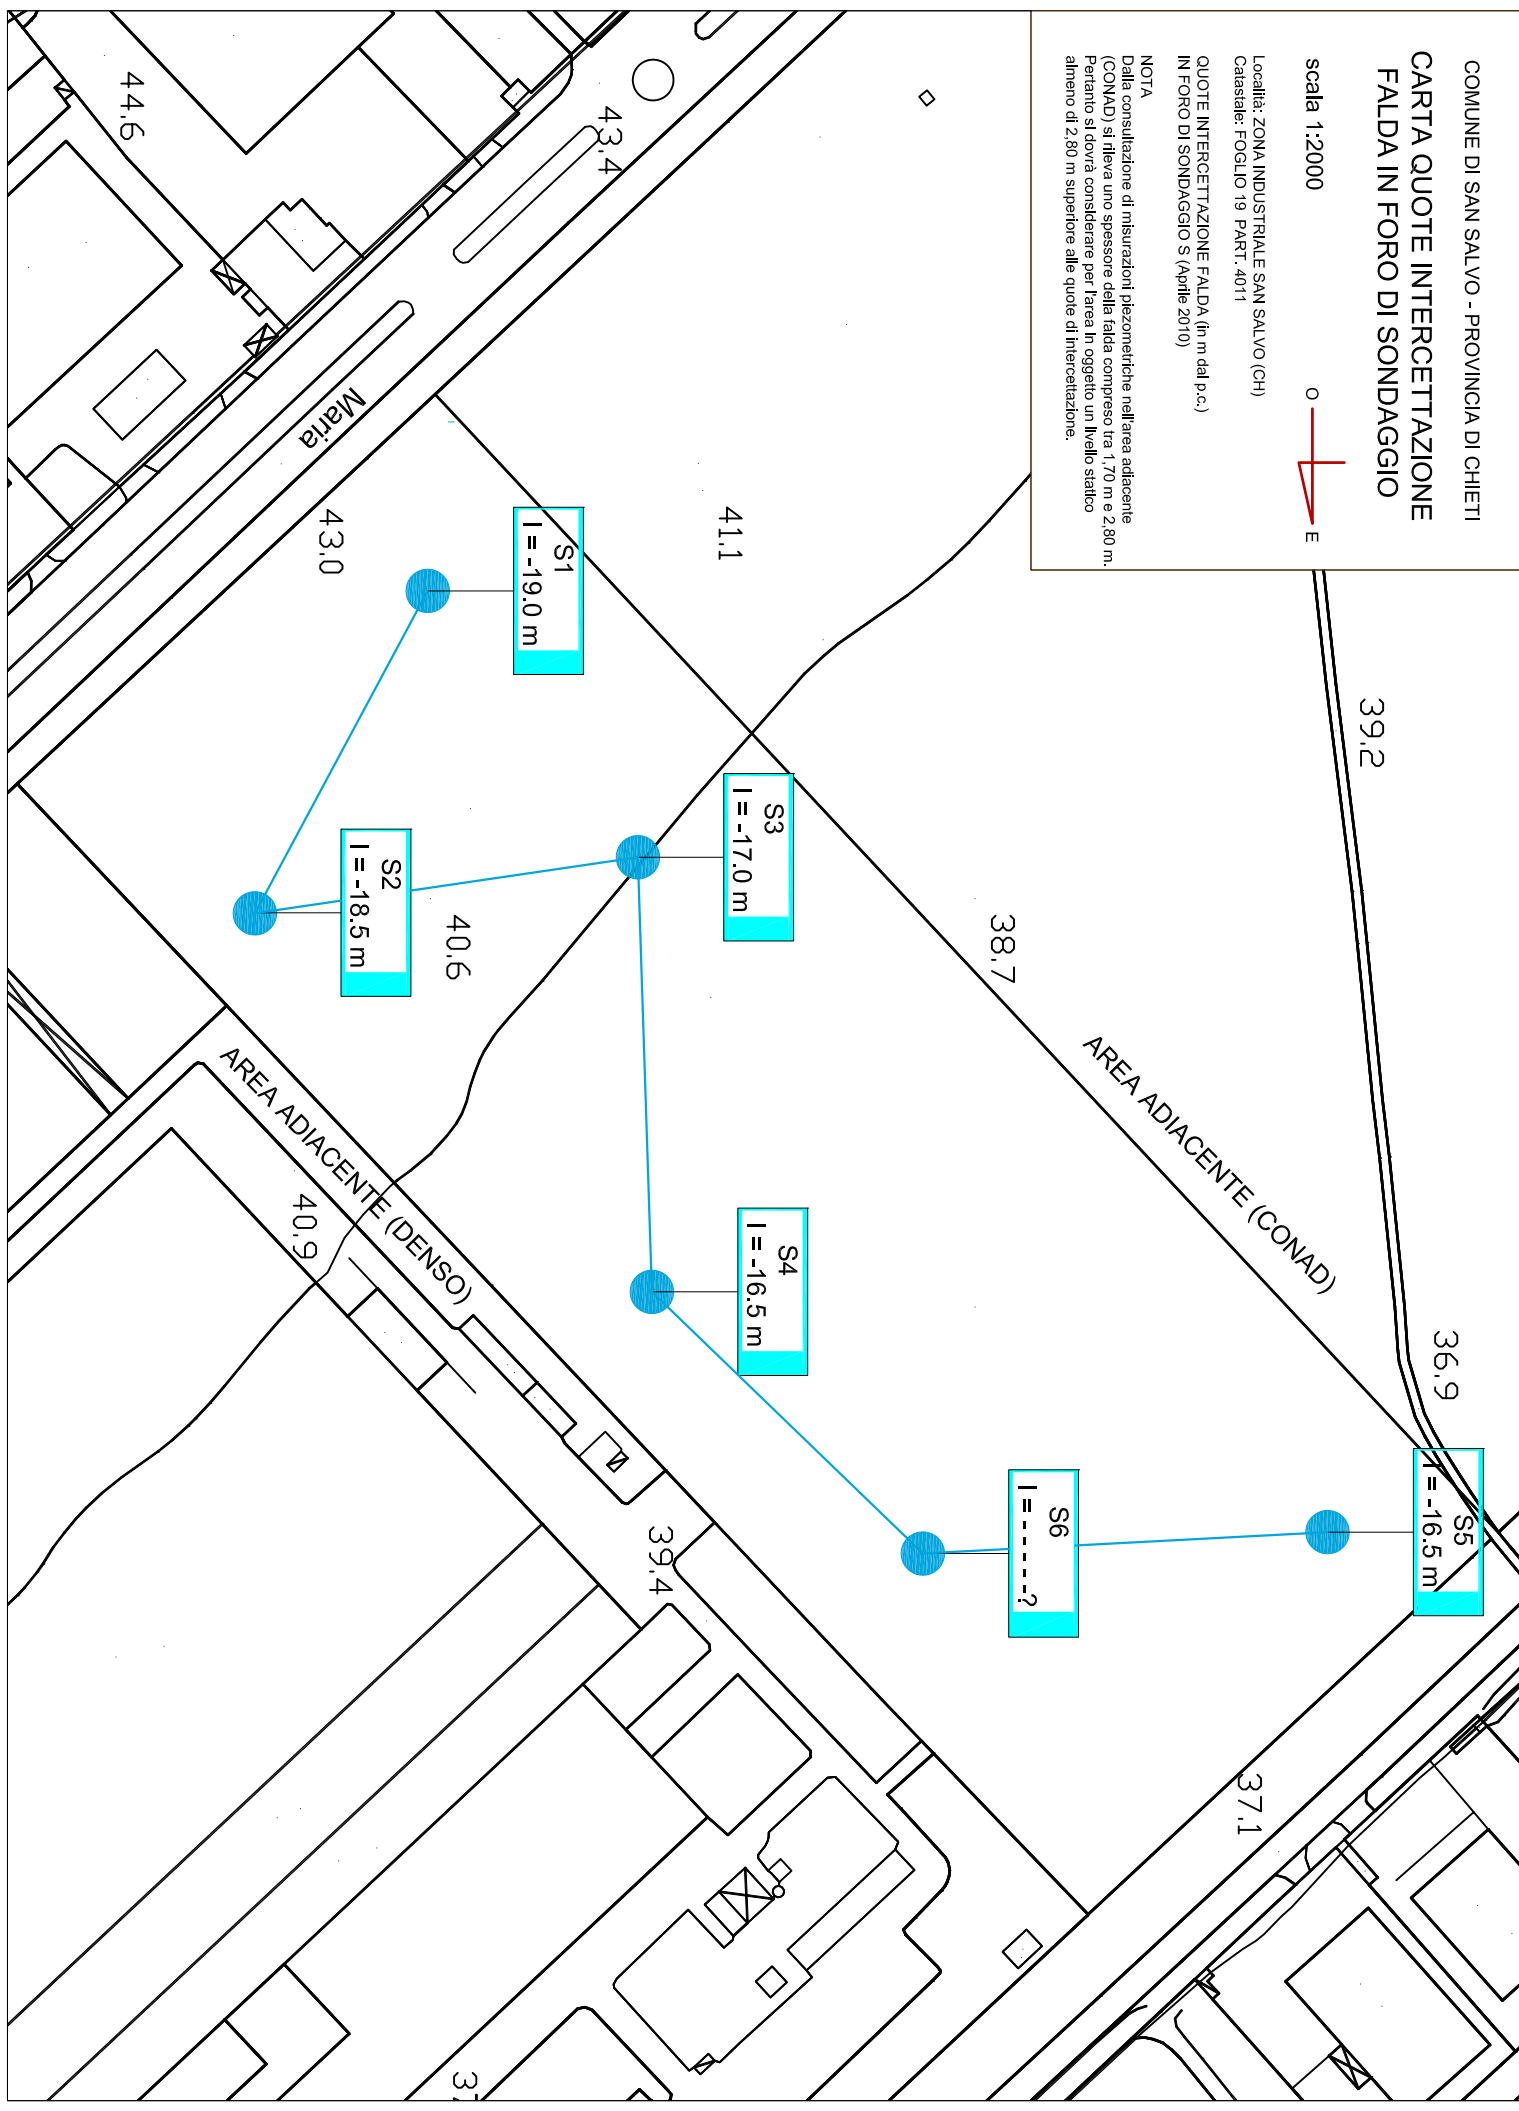 COMUNE DI SAN SALVO - PROVINCIA DI CHIETI
CARTA QUOTE INTERCETTAZIONE
FALDA IN FORO DI SONDAGGIO
scala 1:2000
O
E
Località: ZONA INDUSTRIALE SAN SALVO (CH)
Catastale: FOGLIO 19 PART. 4011
QUOTE INTERCETTAZIONE FALDA (in m dal p.c.)
IN FORO DI SONDAGGIO S (Aprile 2010)
NOTA
Dalla consultazione di misurazioni piezometriche nell'area adiacente
(CONAD) si rileva uno spessore della falda compreso tra 1,70 m e 2,80 m.
Pertanto si dovrà considerare per l'area in oggetto un livello statico
almeno di 2,80 m superiore alle quote di intercettazione.
39.2
36.9
S5
I = -16.5 m
AREA ADIACENTE (CONAD)
37.1
38.7
S6
I = - - - - - -?
41.1
S3
I = -17.0 m
S4
I = -16.5 m
43.4
S1
I = -19.0 m
39.4
40.6
Maria
43.0
S2
I = -18.5 m
AREA ADIACENTE (DENSO)
40.9
44.6